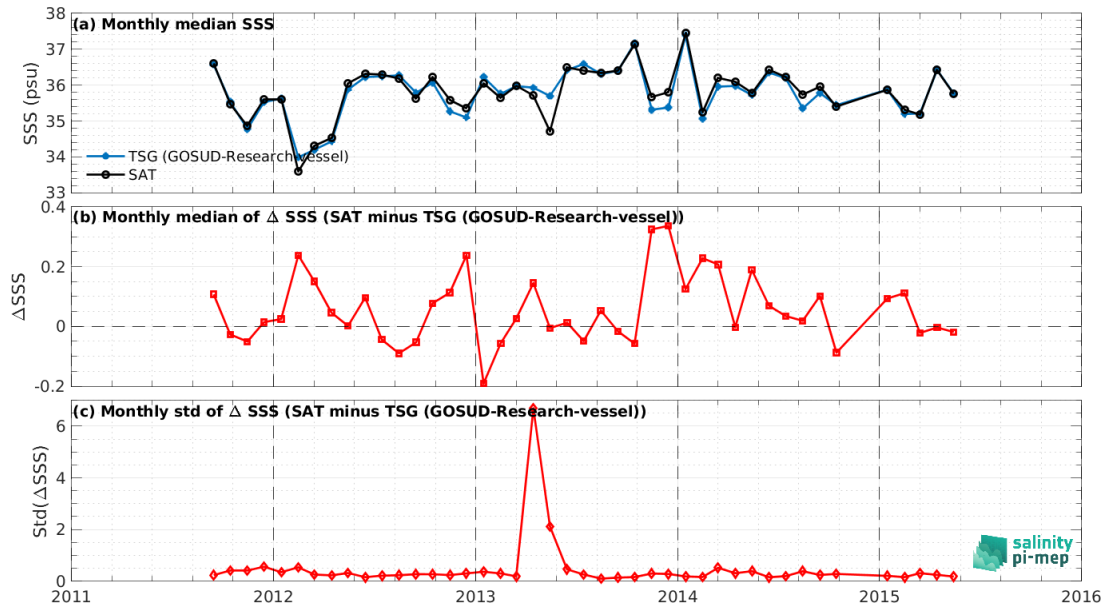 (a) Monthly median SSS
38
37
36
35
34
33
SSS (psu)
TSG (GOSUD-Research-vessel)
SAT
(b) Monthly median of Δ SSS (SAT minus TSG (GOSUD-Research-vessel))
0.4
0.2
0
-0.2
ΔSSS
(c) Monthly std of Δ SSS (SAT minus TSG (GOSUD-Research-vessel))
6
4
2
0
Std(ΔSSS)
salinity
pi-mep
2011 2012 2013 2014 2015 2016